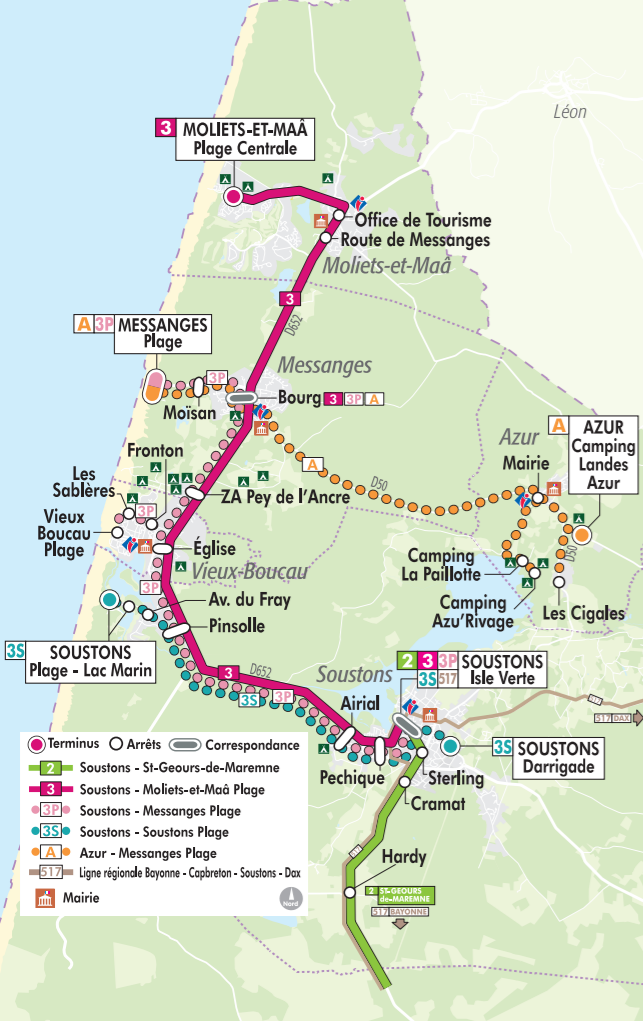 Léon
3 MOLIETS-ET-MAÂ
Plage Centrale
Office de Tourisme
Route de Messanges
Moliets-et-Maâ
3
D652
A 3P MESSANGES
Plage
Messanges
3P
Moïsan
Bourg 3 3P A
A
D50
Azur
Mairie
A AZUR
Camping
Landes
Azur
D50
Fronton
Les
Sablères
3P
Vieux
Boucau
Plage
ZA Pey de l'Ancre
Église
Vieux-Boucau
3P
Av. du Fray
Pinsolle
Camping
La Paillotte
Camping
Azu'Rivage
Les Cigales
3S SOUSTONS
Plage - Lac Marin
3
D652
3S
3P
Soustons
2 3 3P SOUSTONS
3S 517 Isle Verte
517 DAX
Airial
Pechique
3S SOUSTONS
Darrigade
Sterling
Cramat
Hardy
2 ST-GEOURS
de-MAREMNE
517 BAYONNE
Terminus Arrêts Correspondance
2 Soustons - St-Geours-de-Maremne
3 Soustons - Moliets-et-Maâ Plage
3P Soustons - Messanges Plage
3S Soustons - Soustons Plage
A Azur - Messanges Plage
517 Ligne régionale Bayonne - Capbreton - Soustons - Dax
Mairie
Nord